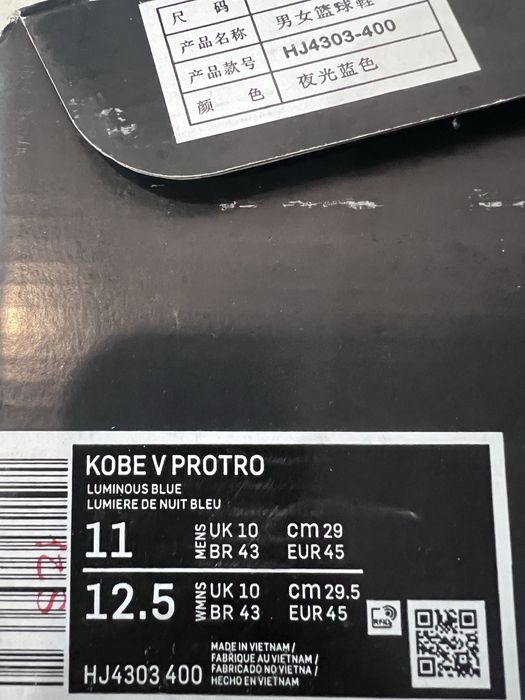 尺 码
产品名称 男女篮球鞋
产品款号 HJ4303-400
颜 色 夜光蓝色
KOBE V PROTRO
LUMINOUS BLUE
LUMIERE DE NUIT BLEU
11 MENS UK 10 cm 29
BR 43 EUR 45
12.5 WMNS UK 10 cm 29.5
BR 43 EUR 45
RFID
MADE IN VIETNAM /
FABRIQUE AU VIETNAM /
FABRICADO NO VIETNA /
HECHO EN VIETNAM
HJ4303 400